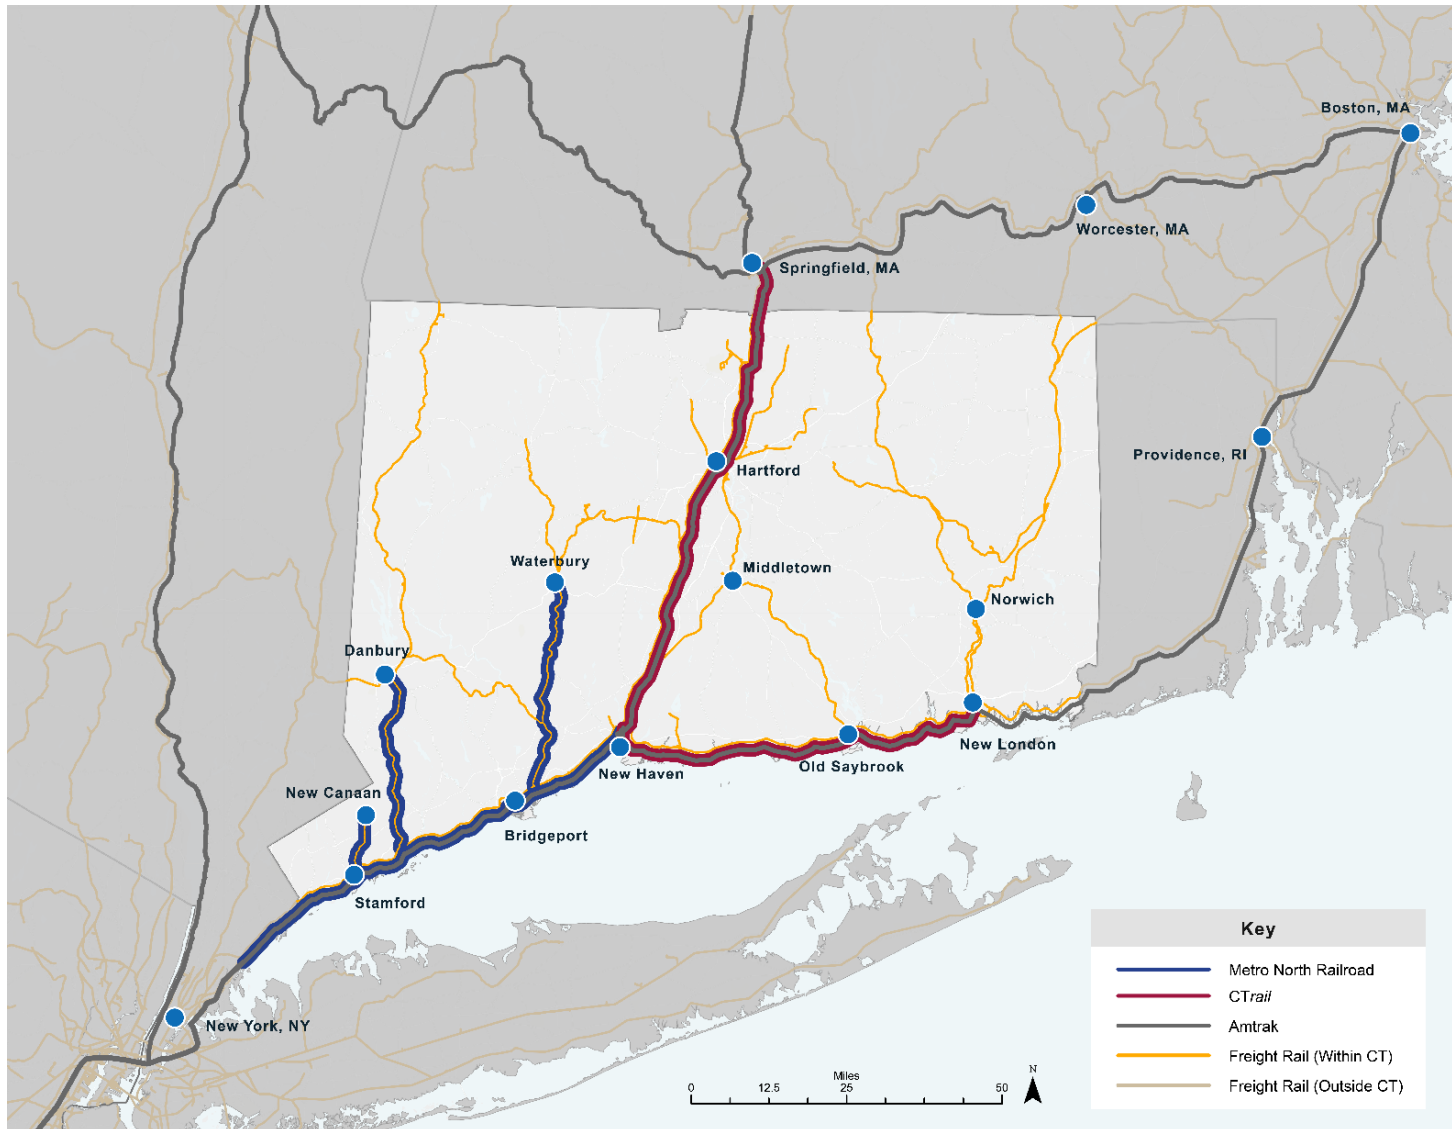 Boston, MA
Worcester, MA
Springfield, MA
Providence, RI
Hartford
Waterbury
Middletown
Norwich
Danbury
New London
Old Saybrook
New Haven
New Canaan
Bridgeport
Stamford
New York, NY
Key
Metro North Railroad
CTrail
Amtrak
Freight Rail (Within CT)
Freight Rail (Outside CT)
Miles
0 12.5 25 50
N